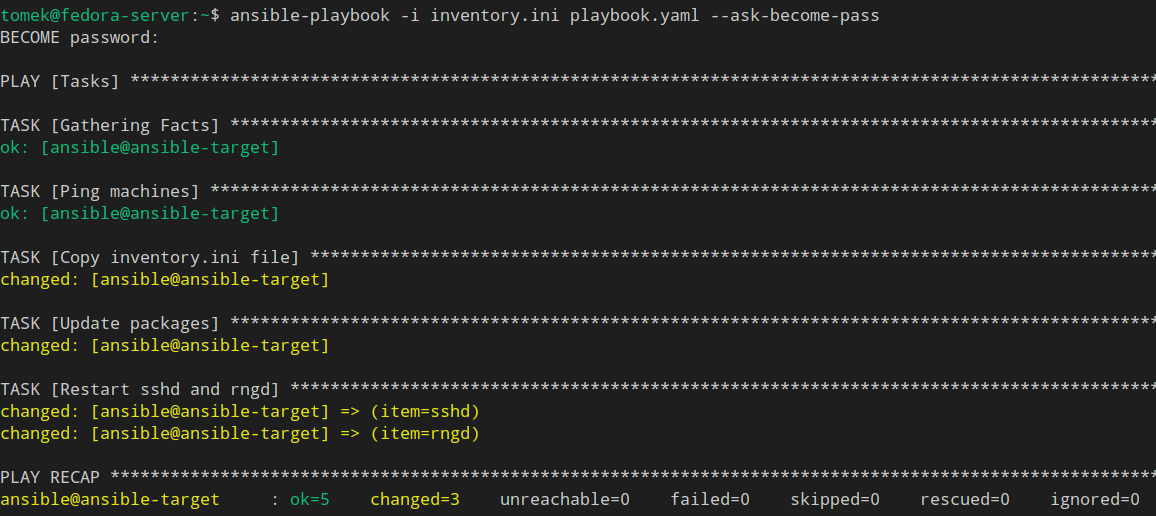 tomek@fedora-server:~$ ansible-playbook -i inventory.ini playbook.yaml --ask-become-pass
BECOME password:
PLAY [Tasks] *******************************************************************************************************
TASK [Gathering Facts] *********************************************************************************************
ok: [ansible@ansible-target]
TASK [Ping machines] ***********************************************************************************************
ok: [ansible@ansible-target]
TASK [Copy inventory.ini file] *************************************************************************************
changed: [ansible@ansible-target]
TASK [Update packages] *********************************************************************************************
changed: [ansible@ansible-target]
TASK [Restart sshd and rngd] ***************************************************************************************
changed: [ansible@ansible-target] => (item=sshd)
changed: [ansible@ansible-target] => (item=rngd)
PLAY RECAP *********************************************************************************************************
ansible@ansible-target     : ok=5    changed=3    unreachable=0    failed=0    skipped=0    rescued=0    ignored=0